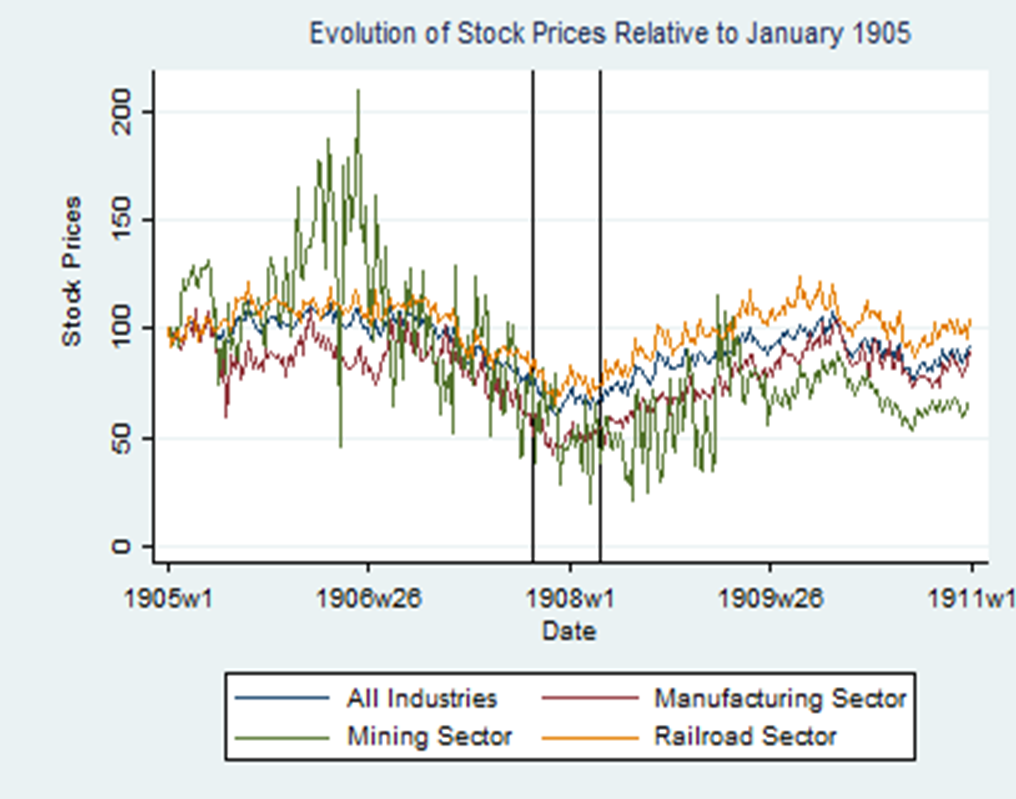 Evolution of Stock Prices Relative to January 1905
Stock Prices
200
150
100
50
0
1905w1 1906w26 1908w1 1909w26 1911w1
Date
All Industries Manufacturing Sector
Mining Sector Railroad Sector